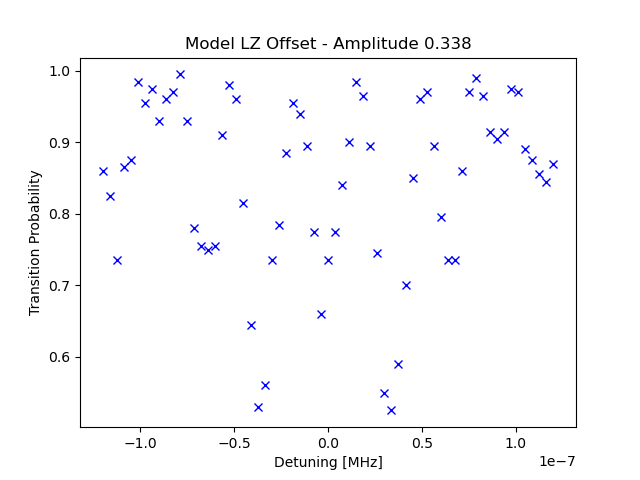 Model LZ Offset - Amplitude 0.338
1.0
0.9
0.8
0.7
0.6
Transition Probability
−1.0 −0.5 0.0 0.5 1.0
1e−7
Detuning [MHz]